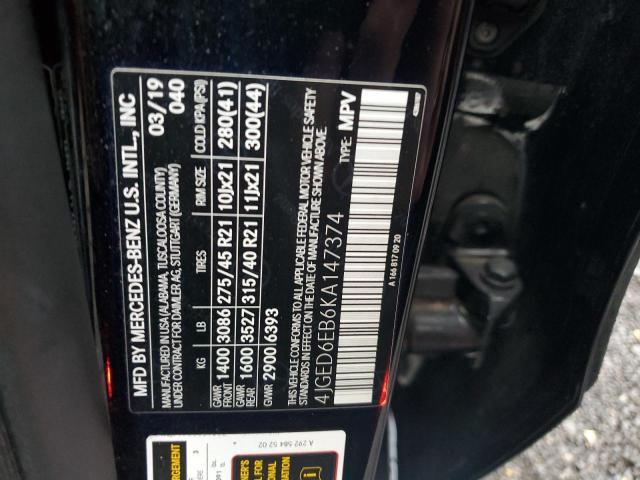 MFD BY MERCEDES-BENZ U.S. INTL., INC
MANUFACTURED IN USA (ALABAMA, TUSCALOOSA COUNTY)
UNDER CONTRACT FOR DAIMLER AG, STUTTGART (GERMANY)
03/19
040
KG LB TIRES RIM SIZE COLD KPA(PSI)
GAWR FRONT 1400 3086 275/45 R21 10Jx21 280(41)
GAWR REAR 1600 3527 315/40 R21 11Jx21 300(44)
GVWR 2900 6393
THIS VEHICLE CONFORMS TO ALL APPLICABLE FEDERAL MOTOR VEHICLE SAFETY
STANDARDS IN EFFECT ON THE DATE OF MANUFACTURE SHOWN ABOVE.
4JGED6EB6KA147374 TYPE: MPV
A 166 817 09 20
A 292 584 52 02